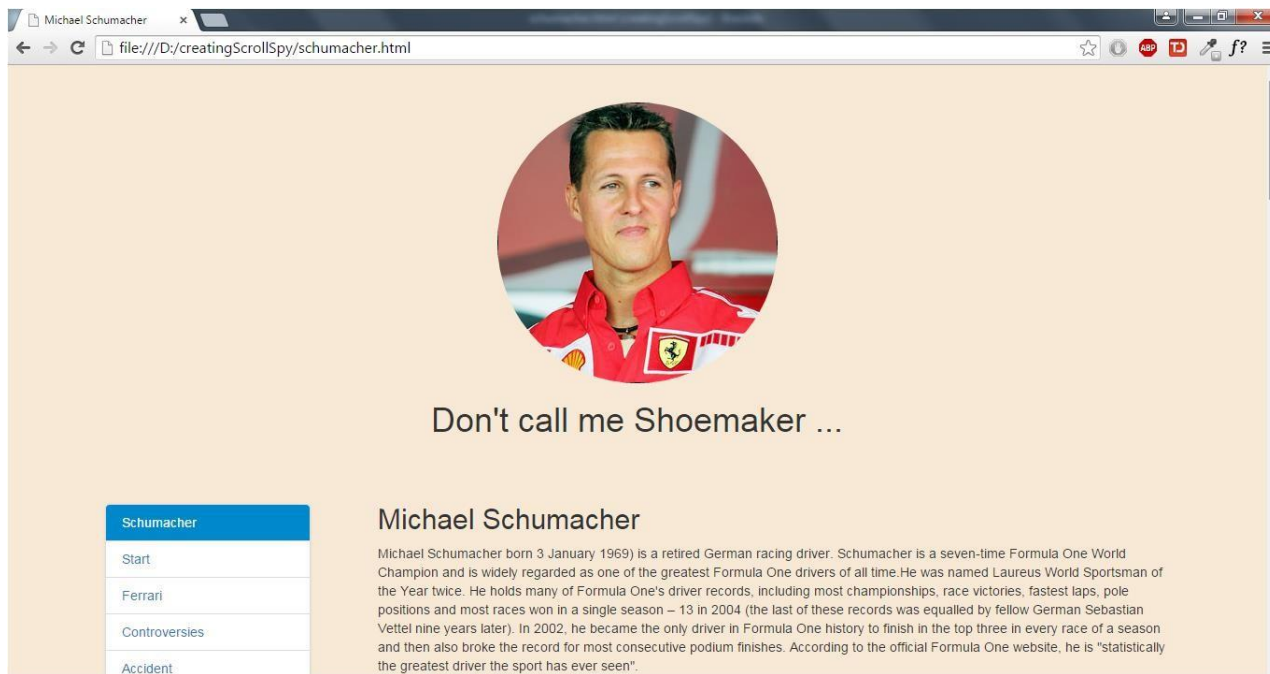 Michael Schumacher
file:///D:/creatingScrollSpy/schumacher.html
ABP
f?
Don't call me Shoemaker ...
Schumacher
Start
Ferrari
Controversies
Accident
Michael Schumacher
Michael Schumacher born 3 January 1969) is a retired German racing driver. Schumacher is a seven-time Formula One World
Champion and is widely regarded as one of the greatest Formula One drivers of all time.He was named Laureus World Sportsman of
the Year twice. He holds many of Formula One's driver records, including most championships, race victories, fastest laps, pole
positions and most races won in a single season – 13 in 2004 (the last of these records was equalled by fellow German Sebastian
Vettel nine years later). In 2002, he became the only driver in Formula One history to finish in the top three in every race of a season
and then also broke the record for most consecutive podium finishes. According to the official Formula One website, he is "statistically
the greatest driver the sport has ever seen".